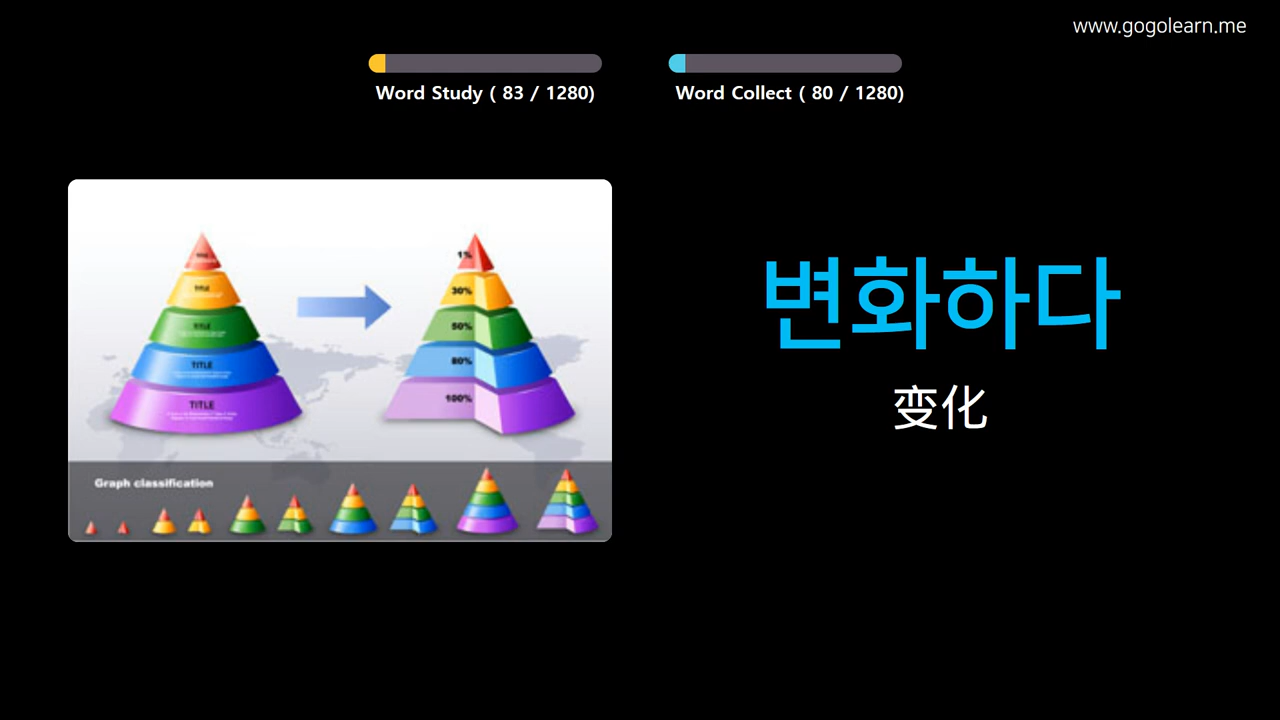 www.gogolearn.me
Word Study ( 83 / 1280)
Word Collect ( 80 / 1280)
TITLE
TITLE
TITLE
TITLE
1%
30%
50%
80%
100%
Graph classification
변화하다
变化